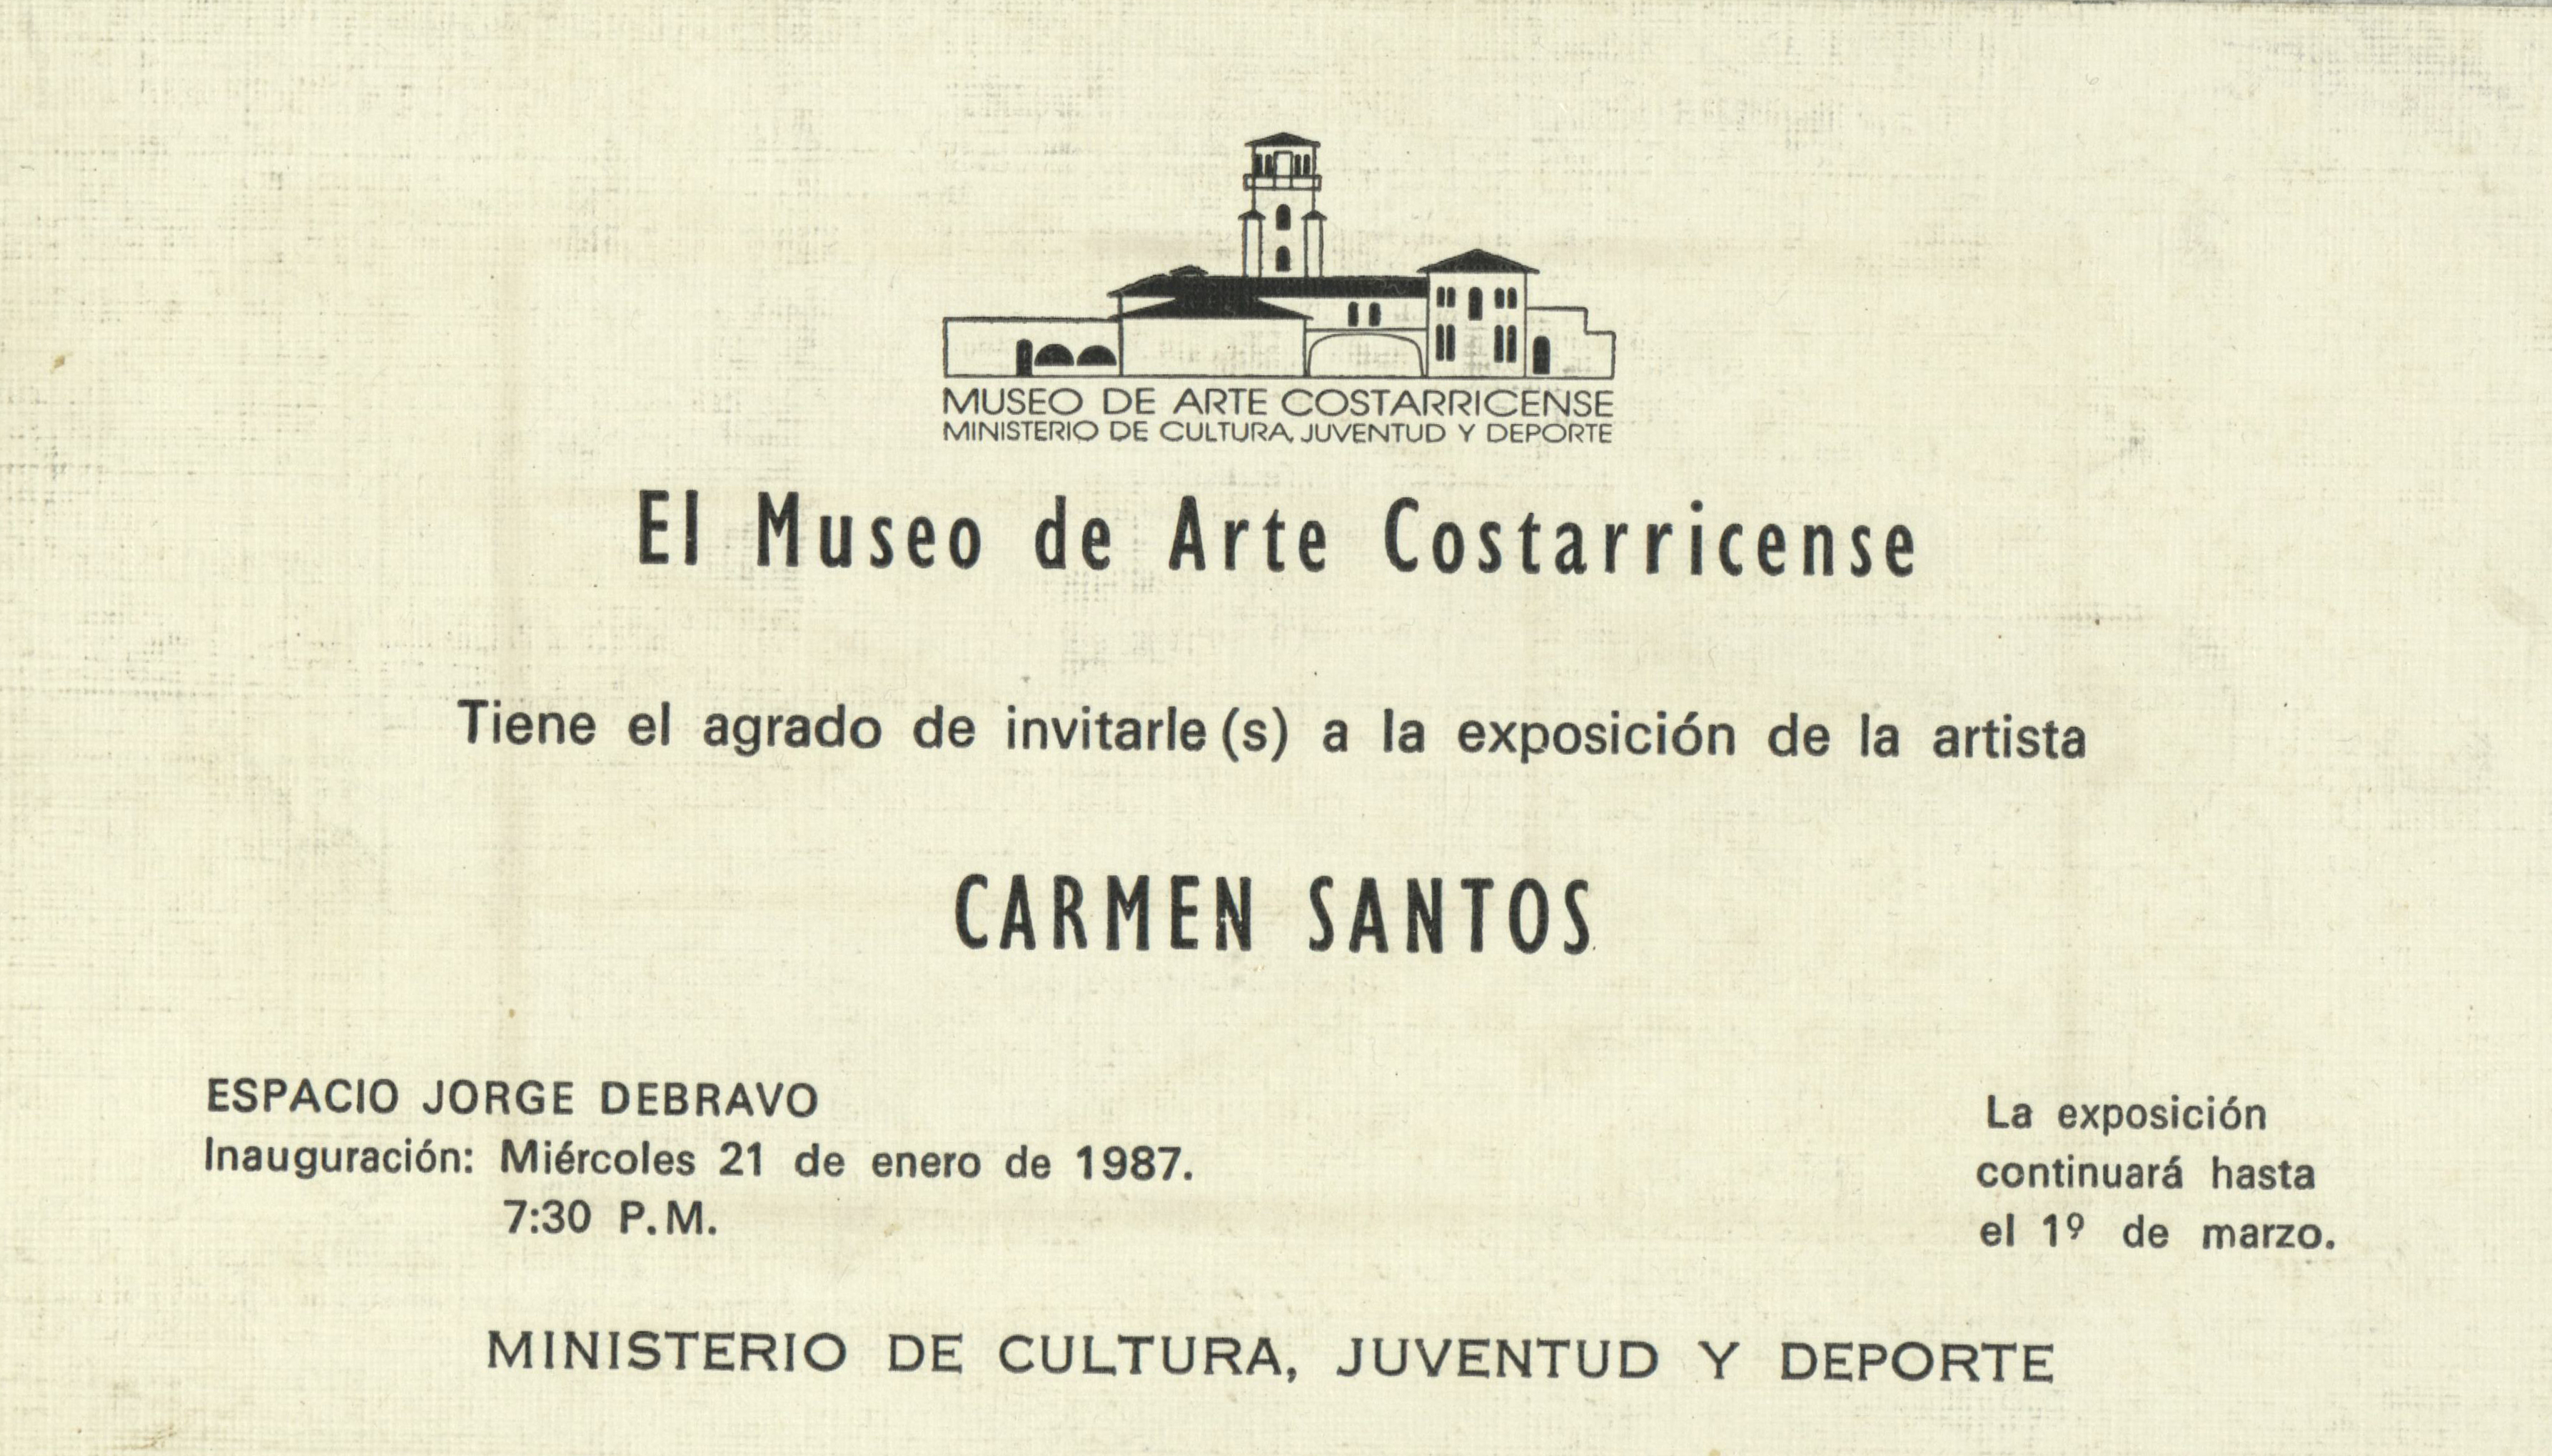 MUSEO DE ARTE COSTARRICENSE
MINISTERIO DE CULTURA, JUVENTUD Y DEPORTE
El Museo de Arte Costarricense
Tiene el agrado de invitarle (s) a la exposición de la artista
CARMEN SANTOS
ESPACIO JORGE DEBRAVO
Inauguración: Miércoles 21 de enero de 1987.
7:30 P.M.
La exposición
continuará hasta
el 1º de marzo.
MINISTERIO DE CULTURA, JUVENTUD Y DEPORTE